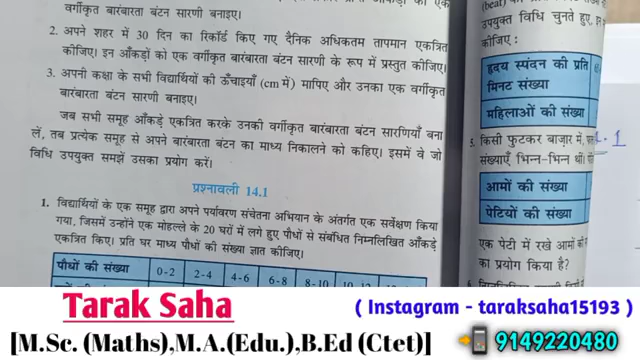 वर्गीकृत बारंबारता बंटन सारणी बनाइए।
2. अपने शहर में 30 दिन का रिकॉर्ड किए गए दैनिक अधिकतम तापमान एकत्रित
कीजिए। इन आँकड़ों को एक वर्गीकृत बारंबारता बंटन सारणी के रूप में प्रस्तुत कीजिए।
3. अपनी कक्षा के सभी विद्यार्थियों की ऊँचाइयाँ (cm में) मापिए और उनका एक वर्गीकृत
बारंबारता बंटन सारणी बनाइए।
जब सभी समूह आँकड़े एकत्रित करके उनकी वर्गीकृत बारंबारता बंटन सारणियाँ बना
लें, तब प्रत्येक समूह से अपने बारंबारता बंटन का माध्य निकालने को कहिए। इसमें वे जो
विधि उपयुक्त समझें उसका प्रयोग करें।
प्रश्नावली 14.1
1. विद्यार्थियों के एक समूह द्वारा अपने पर्यावरण संचेतना अभियान के अंतर्गत एक सर्वेक्षण किया
गया, जिसमें उन्होंने एक मोहल्ले के 20 घरों में लगे हुए पौधों से संबंधित निम्नलिखित आँकड़े
एकत्रित किए। प्रति घर माध्य पौधों की संख्या ज्ञात कीजिए।
पौधों की संख्या 0-2 2-4 4-6 6-8 8-10
उपयुक्त विधि चुनते हुए, इन
कीजिए :
हृदय स्पंदन की प्रति
मिनट संख्या
महिलाओं की संख्या
5. किसी फुटकर बाज़ार में,
संख्याएँ भिन्न-भिन्न थीं।
आमों की संख्या
पेटियों की संख्या
एक पेटी में रखे आमों की
का प्रयोग किया है?
Tarak Saha
( Instagram - taraksaha15193 )
[M.Sc. (Maths),M.A.(Edu.),B.Ed (Ctet)]
9149220480